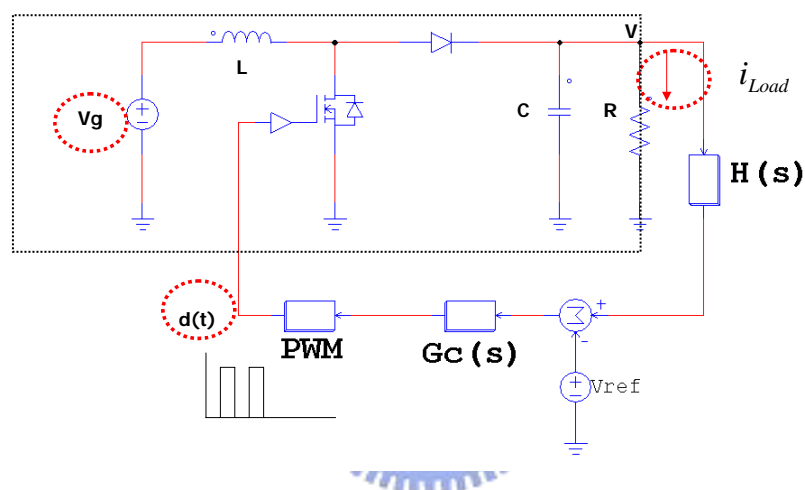 V
L
i_Load
Vg
C
R
H(s)
d(t)
PWM
Gc(s)
Σ
+
-
Vref